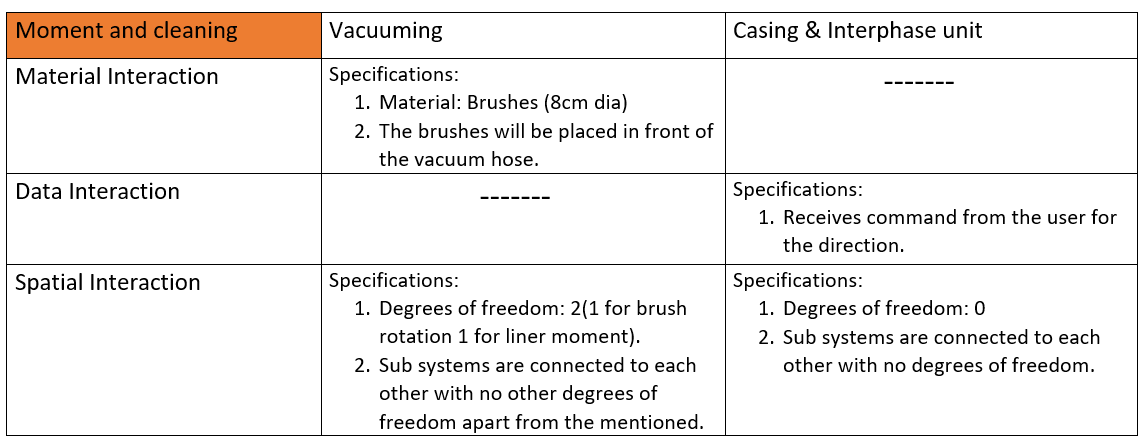 Moment and cleaning
Vacuuming
Casing & Interphase unit
Material Interaction
Specifications:
1. Material: Brushes (8cm dia)
2. The brushes will be placed in front of
the vacuum hose.
-------
Data Interaction
-------
Specifications:
1. Receives command from the user for
the direction.
Spatial Interaction
Specifications:
1. Degrees of freedom: 2(1 for brush
rotation 1 for liner moment).
2. Sub systems are connected to each
other with no other degrees of
freedom apart from the mentioned.
Specifications:
1. Degrees of freedom: 0
2. Sub systems are connected to each
other with no degrees of freedom.